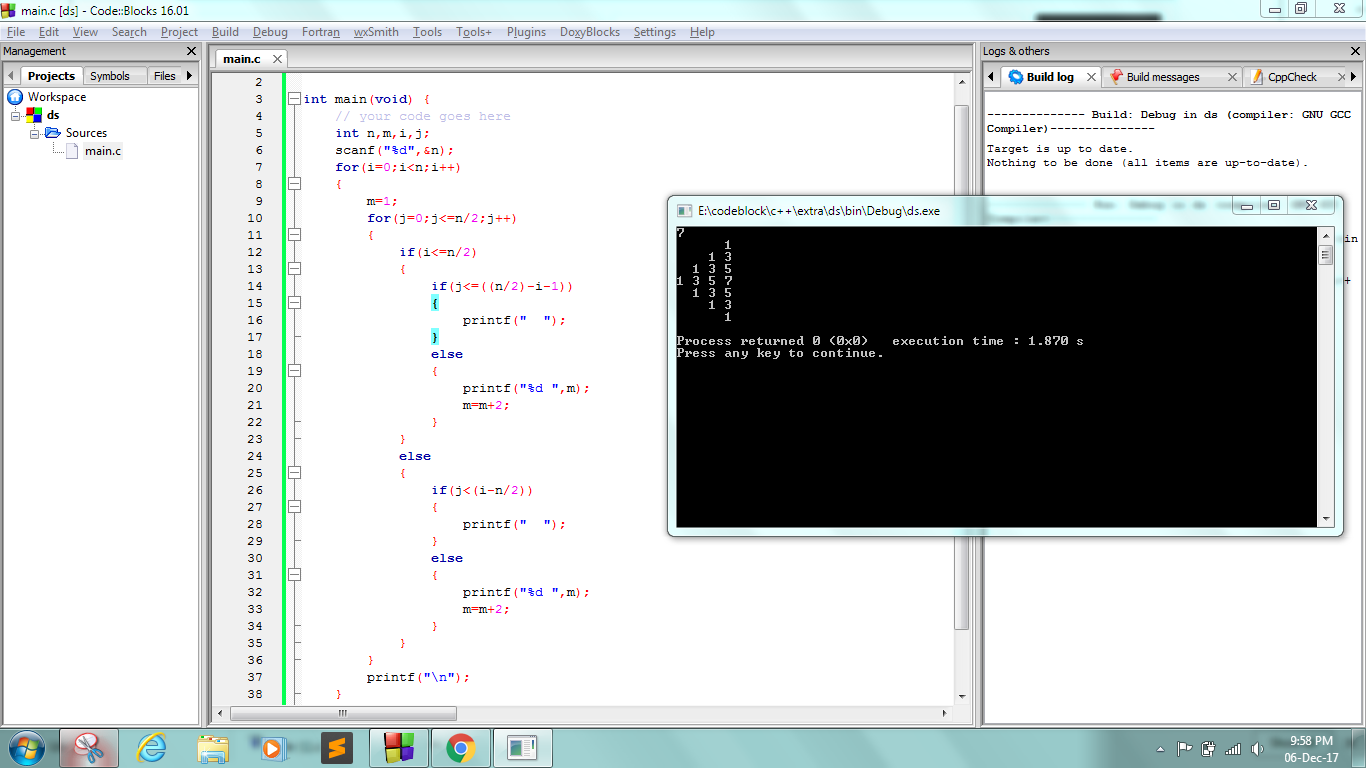 main.c [ds] - Code::Blocks 16.01
File Edit View Search Project Build Debug Fortran wxSmith Tools Tools+ Plugins DoxyBlocks Settings Help
Management
Projects Symbols Files
Workspace
ds
Sources
main.c
main.c
2
3 int main(void) {
4 // your code goes here
5 int n,m,i,j;
6 scanf("%d",&n);
7 for(i=0;i<n;i++)
8 {
9 m=1;
10 for(j=0;j<=n/2;j++)
11 {
12 if(i<=n/2)
13 {
14 if(j<=((n/2)-i-1))
15 {
16 printf("  ");
17 }
18 else
19 {
20 printf("%d ",m);
21 m=m+2;
22 }
23 }
24 else
25 {
26 if(j<(i-n/2))
27 {
28 printf("  ");
29 }
30 else
31 {
32 printf("%d ",m);
33 m=m+2;
34 }
35 }
36 }
37 printf("\n");
38 }
Logs & others
Build log Build messages CppCheck
-------------- Build: Debug in ds (compiler: GNU GCC
Compiler)---------------
Target is up to date.
Nothing to be done (all items are up-to-date).
in
+
E:\codeblock\c++\extra\ds\bin\Debug\ds.exe
7
1
1 3
1 3 5
1 3 5 7
1 3 5
1 3
1
Process returned 0 (0x0)   execution time : 1.870 s
Press any key to continue.
9:58 PM
06-Dec-17